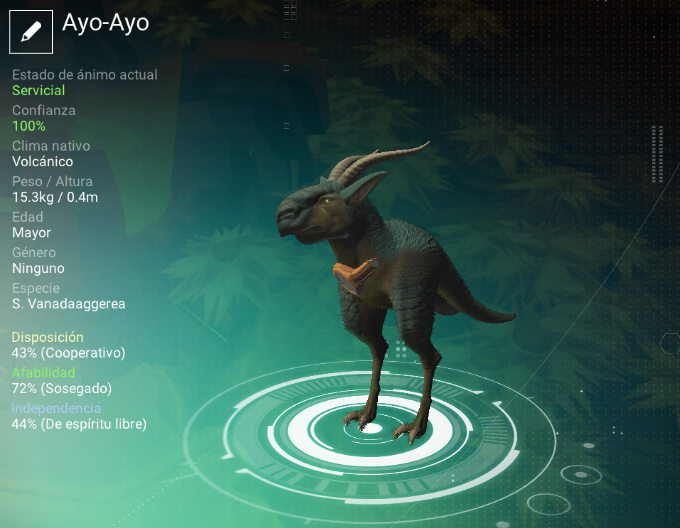 Ayo-Ayo
Estado de ánimo actual
Servicial
Confianza
100%
Clima nativo
Volcánico
Peso / Altura
15.3kg / 0.4m
Edad
Mayor
Género
Ninguno
Especie
S. Vanadaaggerea
Disposición
43% (Cooperativo)
Afabilidad
72% (Sosegado)
Independencia
44% (De espíritu libre)